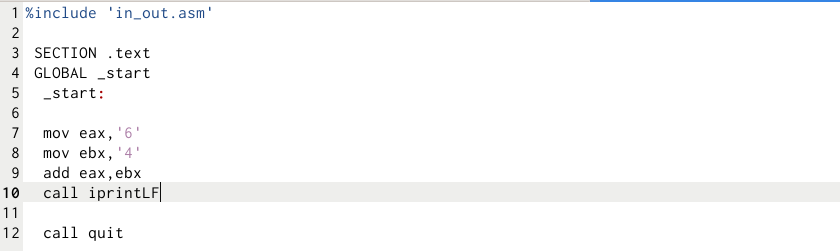 1 %include 'in_out.asm'
2
3 SECTION .text
4 GLOBAL _start
5 _start:
6
7 mov eax,'6'
8 mov ebx,'4'
9 add eax,ebx
10 call iprintLF
11
12 call quit